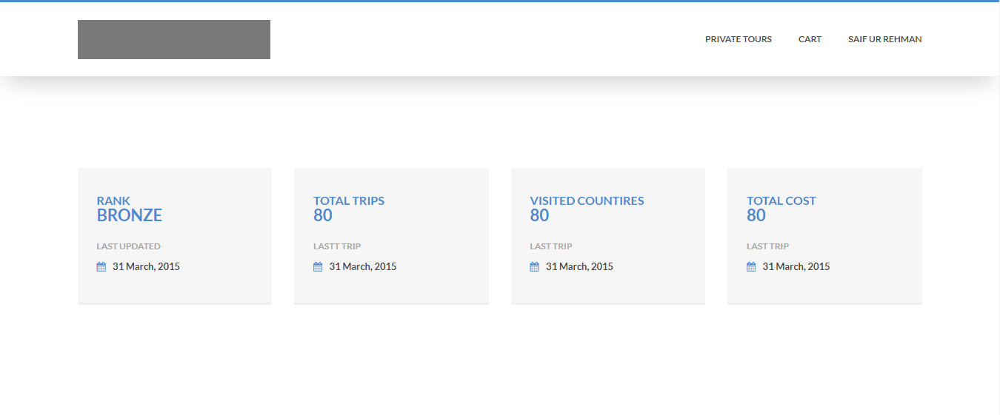 PRIVATE TOURS CART SAIF UR REHMAN
RANK
BRONZE
LAST UPDATED
31 March, 2015
TOTAL TRIPS
80
LASTT TRIP
31 March, 2015
VISITED COUNTIRES
80
LAST TRIP
31 March, 2015
TOTAL COST
80
LAST TRIP
31 March, 2015